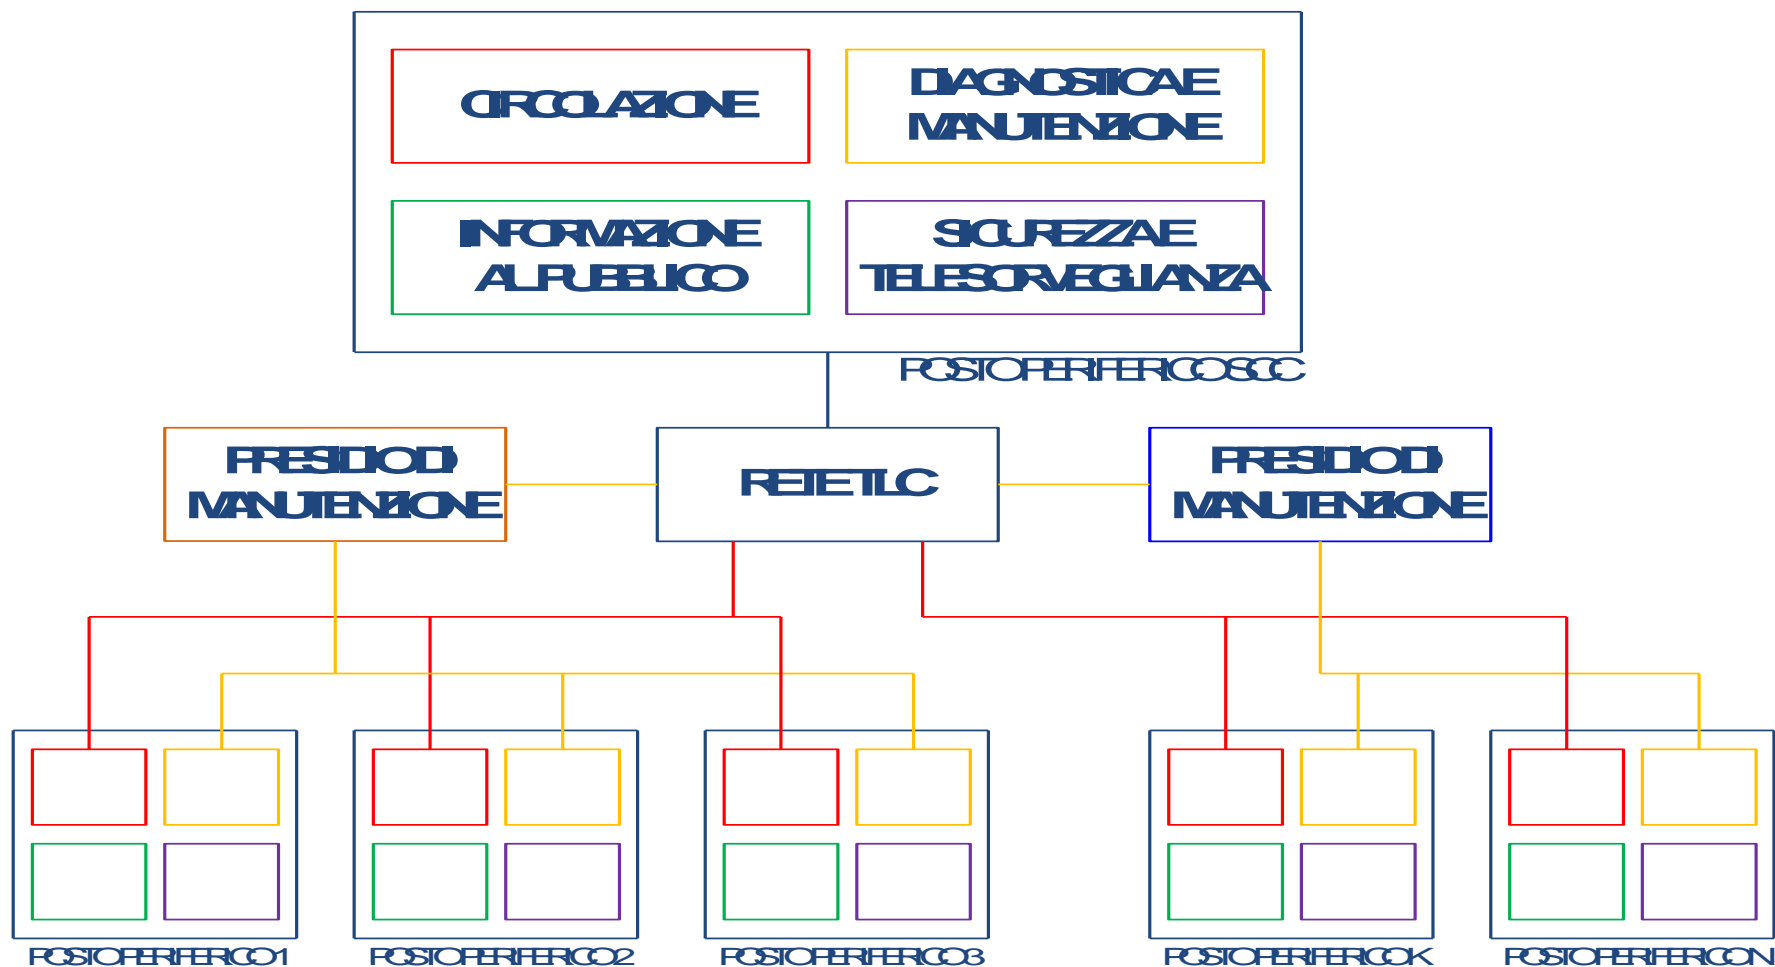 CIRCOLAZIONE
DIAGNOSTICA E
MANUTENZIONE
INFORMAZIONE
AL PUBBLICO
SICUREZZA E
TELESORVEGLIANZA
POSTO PERIFERICO SCC
PRESIDIO DI
MANUTENZIONE
RETE TLC
PRESIDIO DI
MANUTENZIONE
POSTO PERIFERICO 1
POSTO PERIFERICO 2
POSTO PERIFERICO 3
POSTO PERIFERICO K
POSTO PERIFERICO N